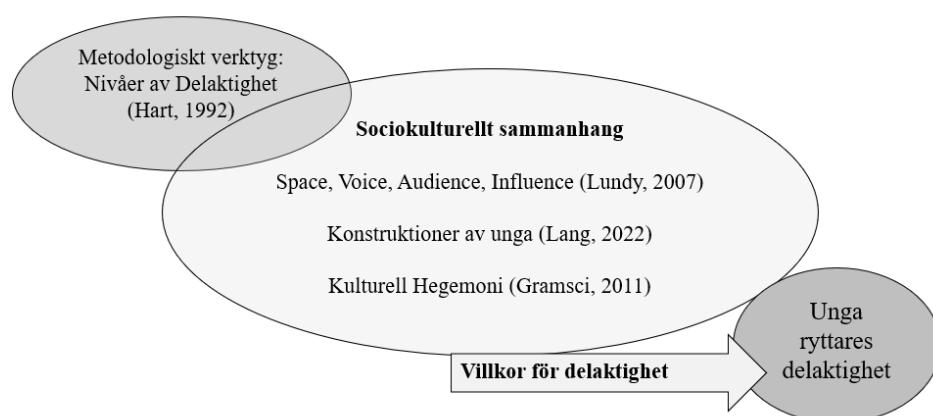 Metodologiskt verktyg:
Nivåer av Delaktighet
(Hart, 1992)
Sociokulturellt sammanhang
Space, Voice, Audience, Influence (Lundy, 2007)
Konstruktioner av unga (Lang, 2022)
Kulturell Hegemoni (Gramsci, 2011)
Villkor för delaktighet
Unga
ryttares
delaktighet